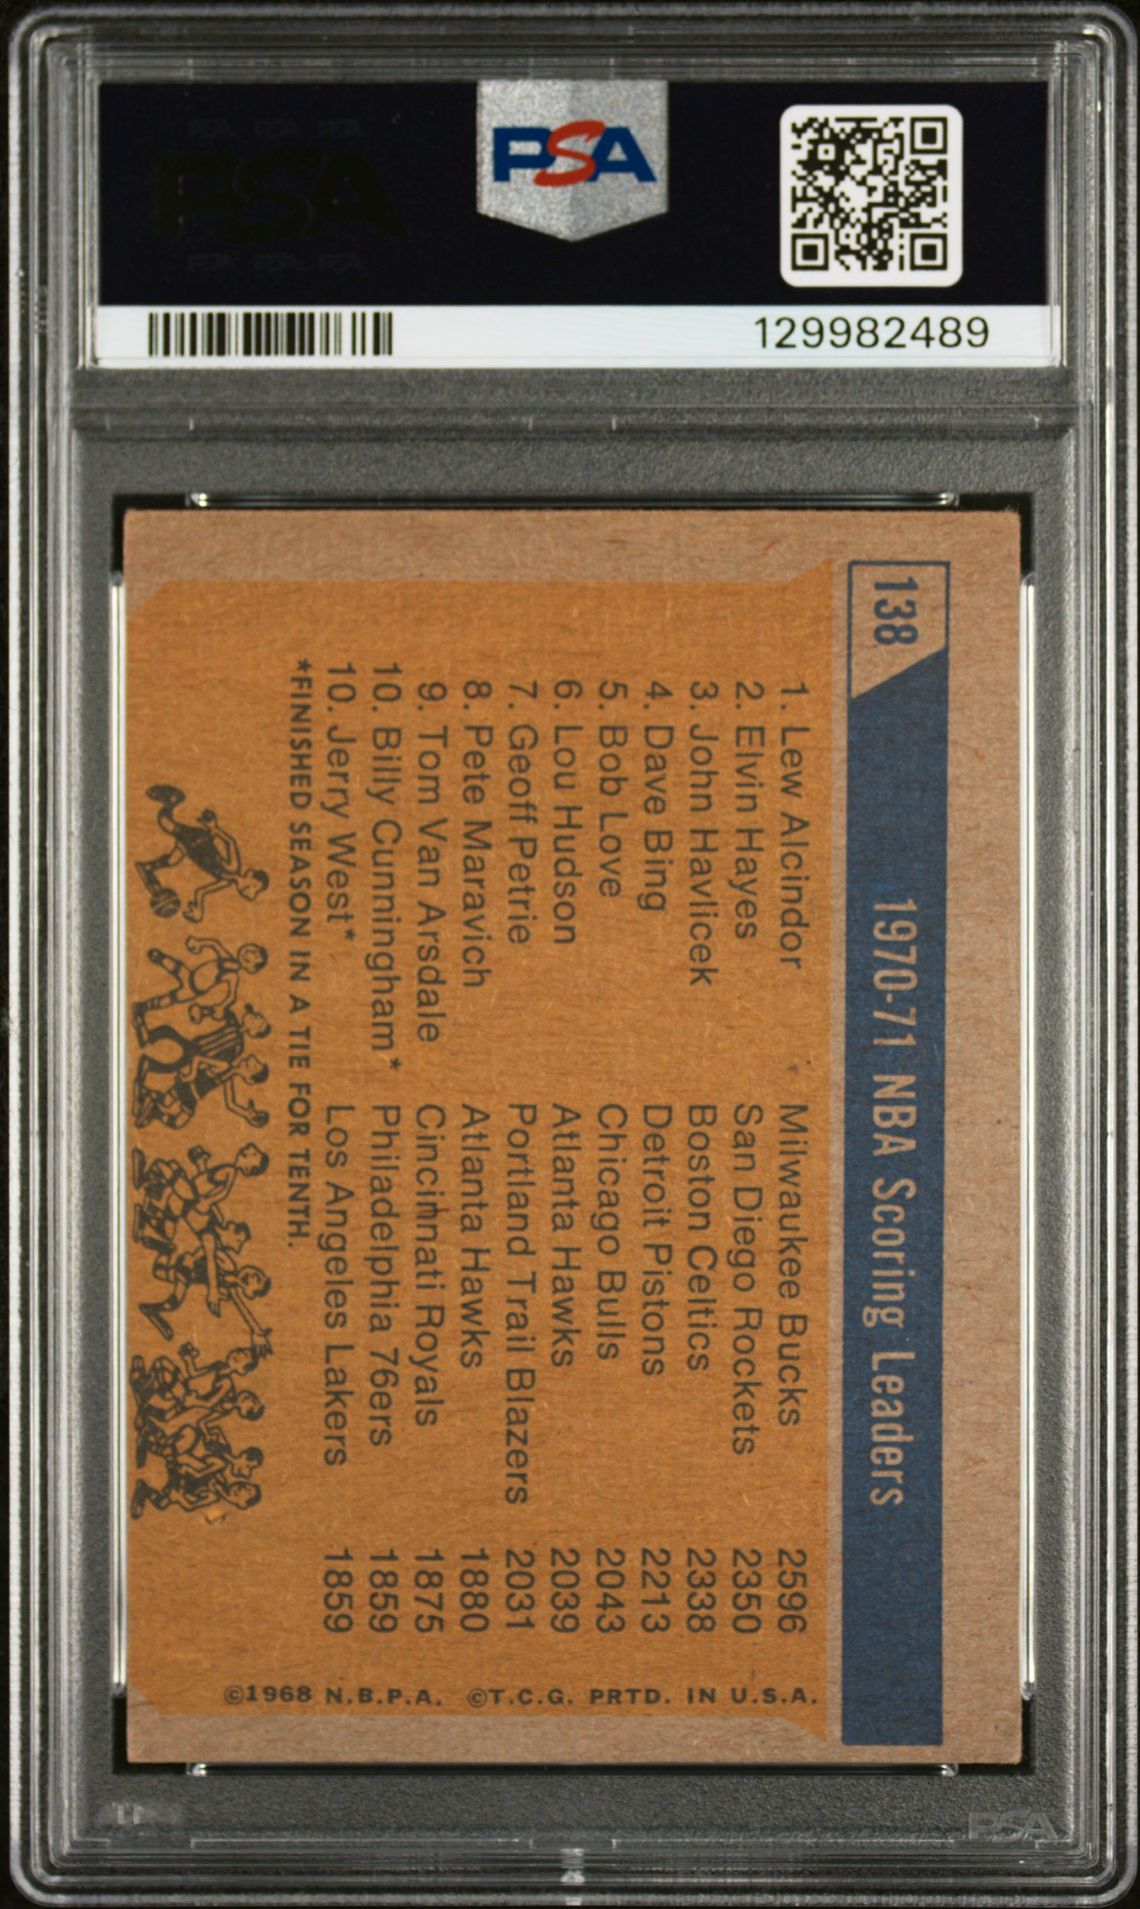 PSA
129982489
138
1970-71 NBA Scoring Leaders
1. Lew Alcindor Milwaukee Bucks 2596
2. Elvin Hayes San Diego Rockets 2350
3. John Havlicek Boston Celtics 2338
4. Dave Bing Detroit Pistons 2213
5. Bob Love Chicago Bulls 2043
6. Lou Hudson Atlanta Hawks 2039
7. Geoff Petrie Portland Trail Blazers 2031
8. Pete Maravich Atlanta Hawks 1880
9. Tom Van Arsdale Cincinnati Royals 1875
10. Billy Cunningham* Philadelphia 76ers 1859
10. Jerry West* Los Angeles Lakers 1859
*FINISHED SEASON IN A TIE FOR TENTH.
©1968 N.B.P.A. ©T.C.G. PRTD. IN U.S.A.
PSA